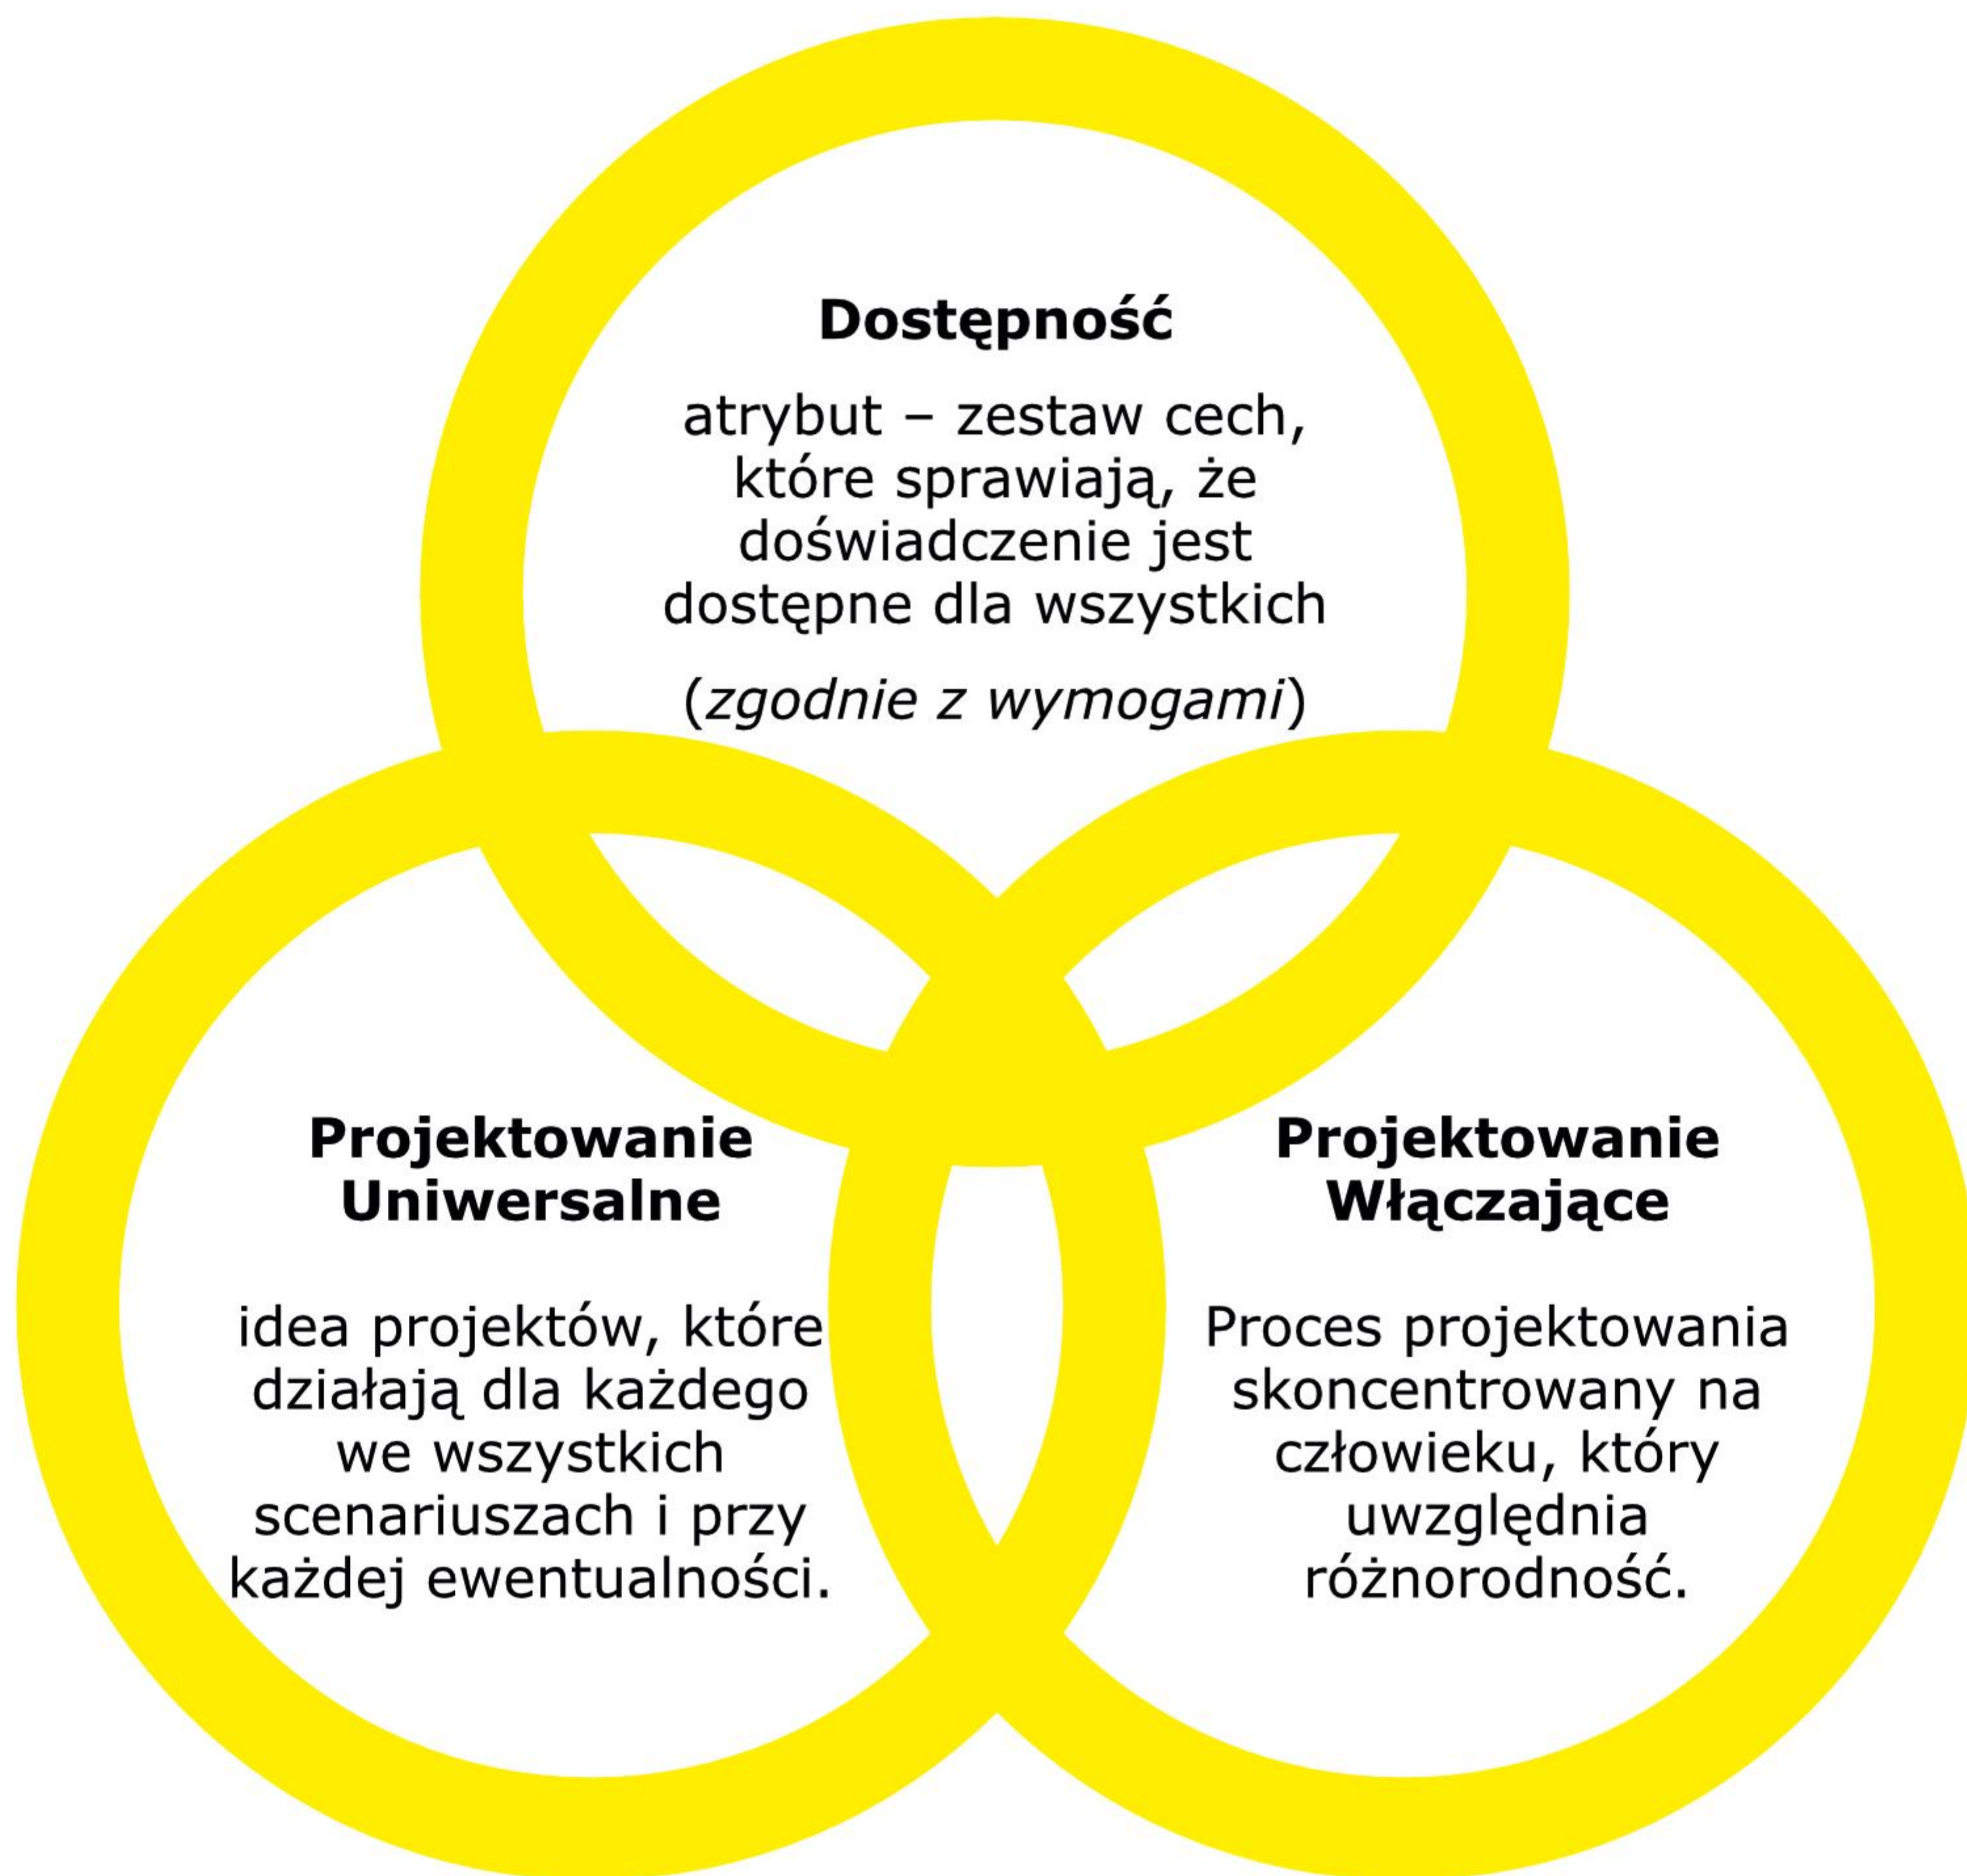 Dostępność
atrybut – zestaw cech,
które sprawiają, że
doświadczenie jest
dostępne dla wszystkich
(zgodnie z wymogami)
Projektowanie
Uniwersalne
idea projektów, które
działają dla każdego
we wszystkich
scenariuszach i przy
każdej ewentualności.
Projektowanie
Włączające
Proces projektowania
skoncentrowany na
człowieku, który
uwzględnia
różnorodność.